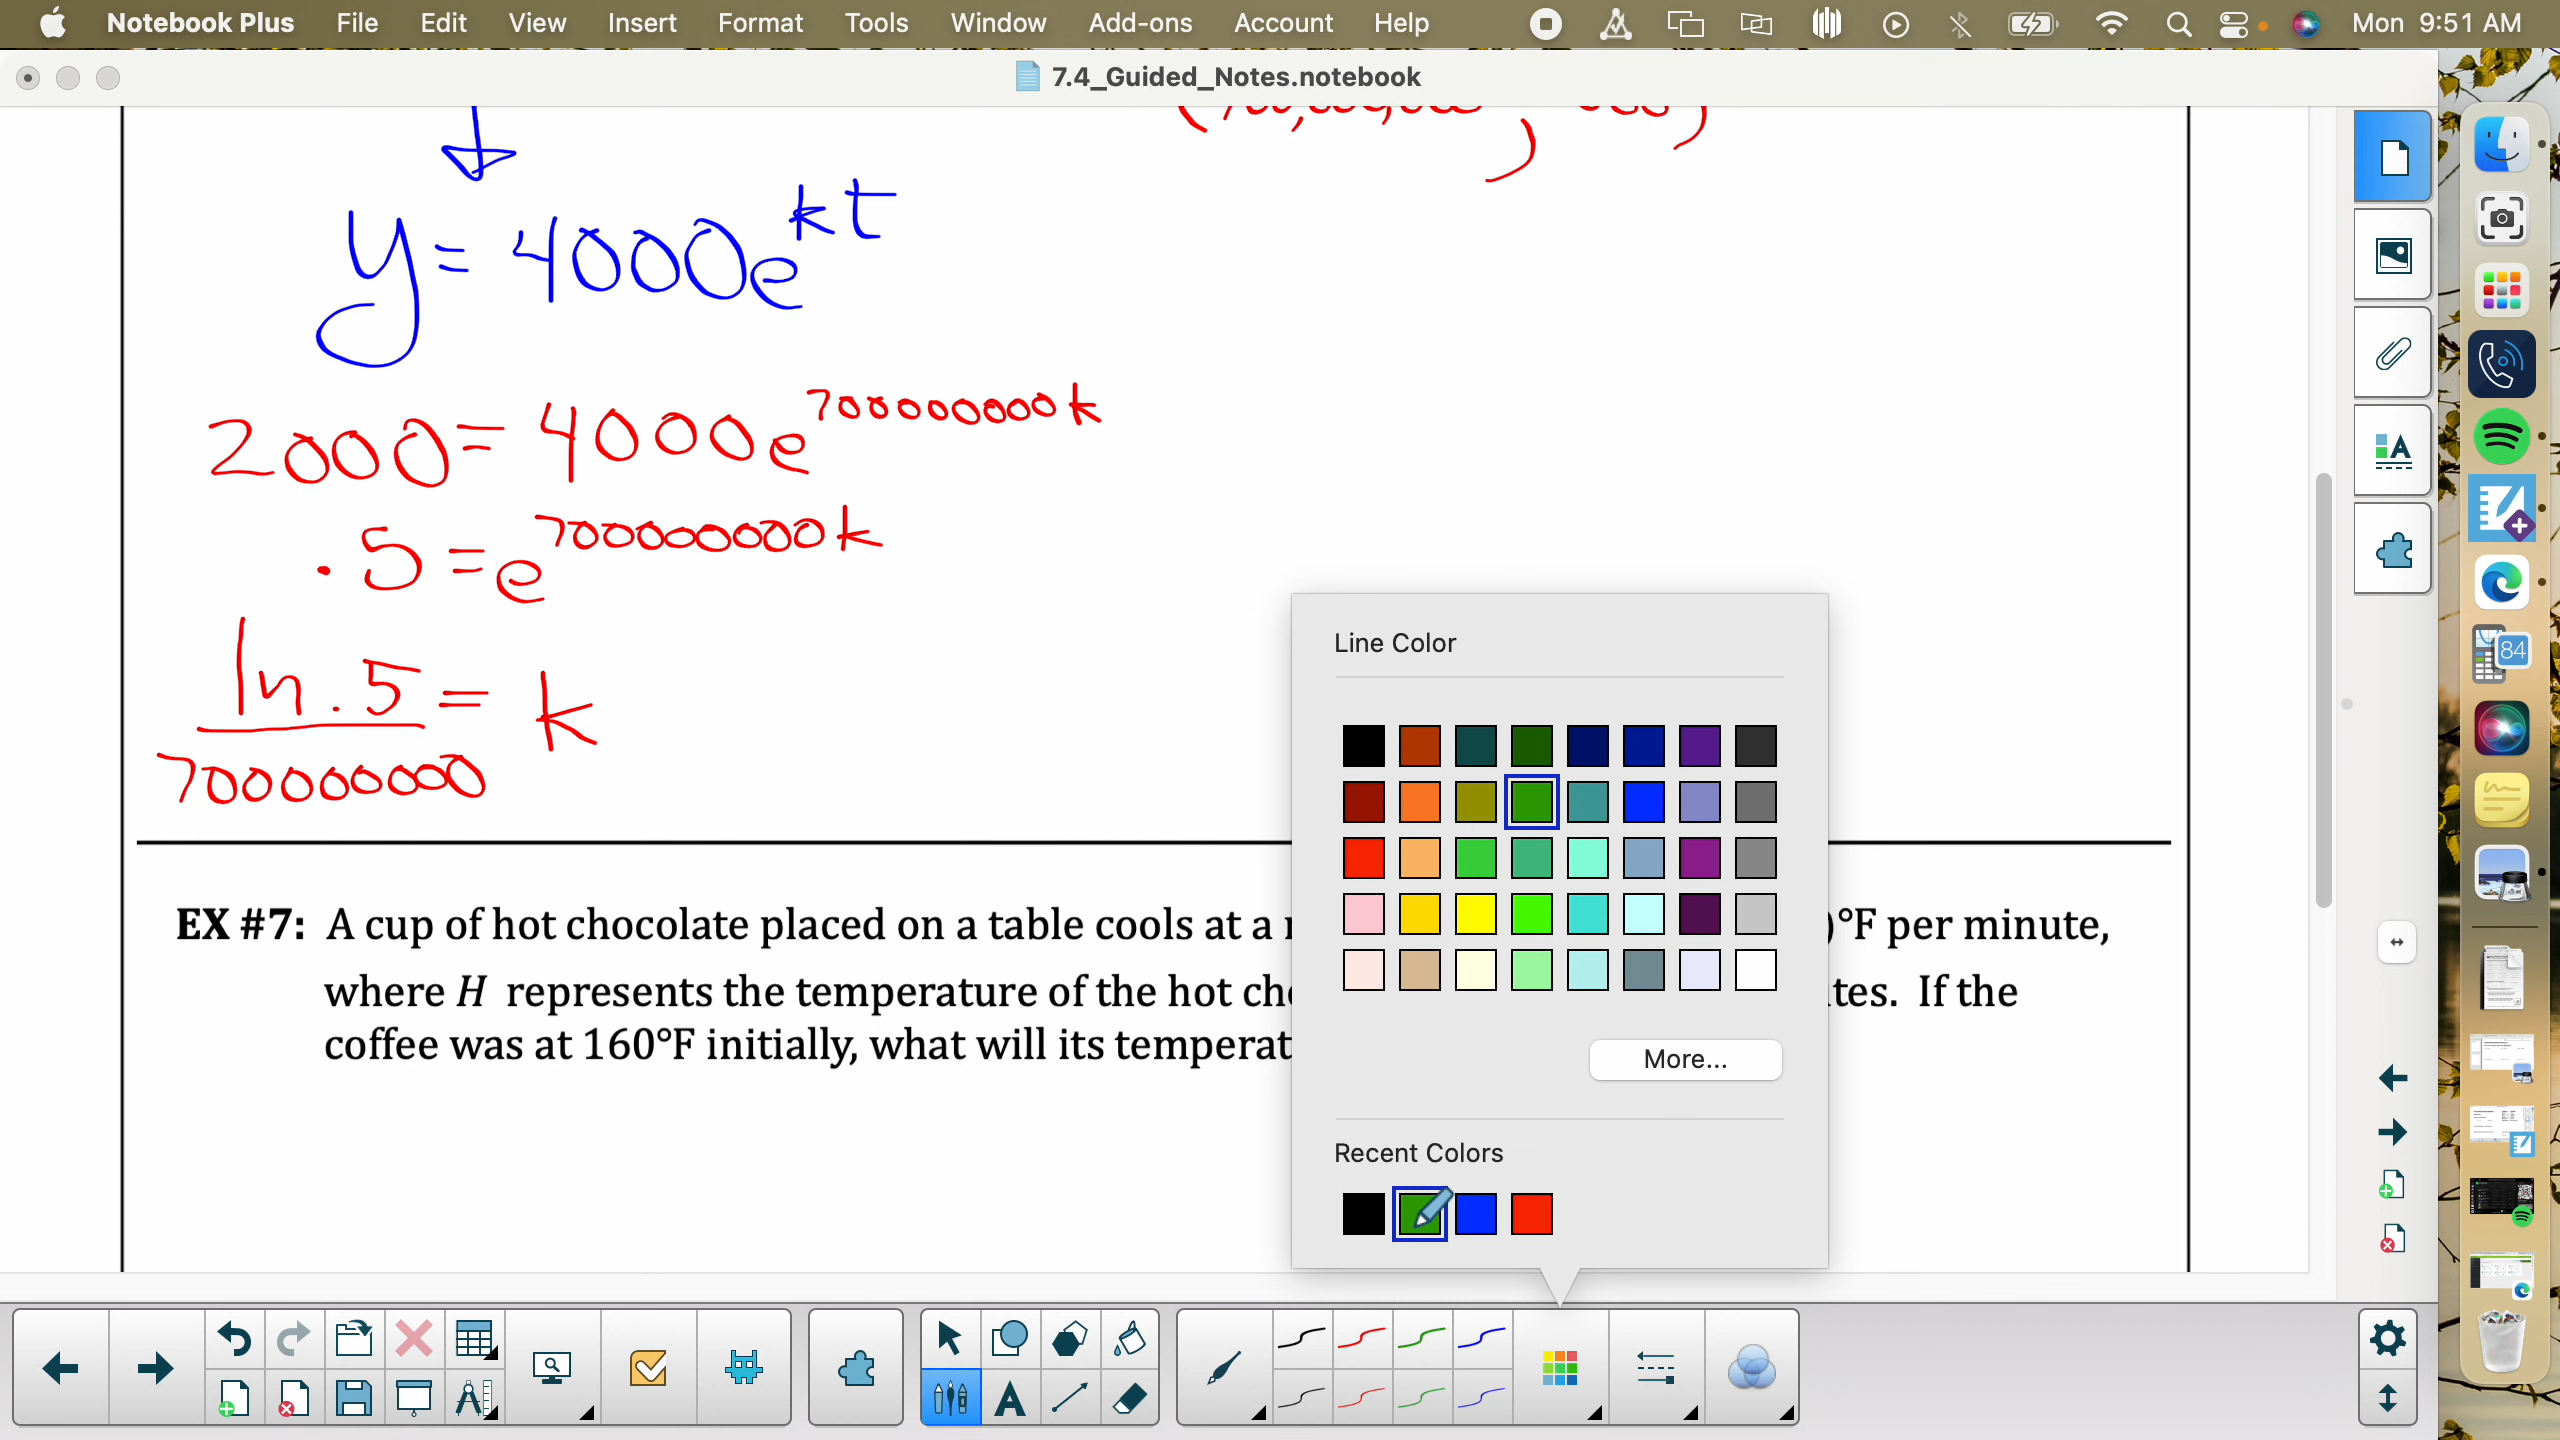 Notebook Plus File Edit View Insert Format Tools Window Add-ons Account Help Mon 9:51 AM
7.4_Guided_Notes.notebook
y = 4000e^kt
2000 = 4000e^700000000k
.5 = e^700000000k
ln .5 = k
700000000
EX #7: A cup of hot chocolate placed on a table cools at a )°F per minute,
where H represents the temperature of the hot tes. If the
coffee was at 160°F initially, what will its
Line Color
More...
Recent Colors
A
84
A